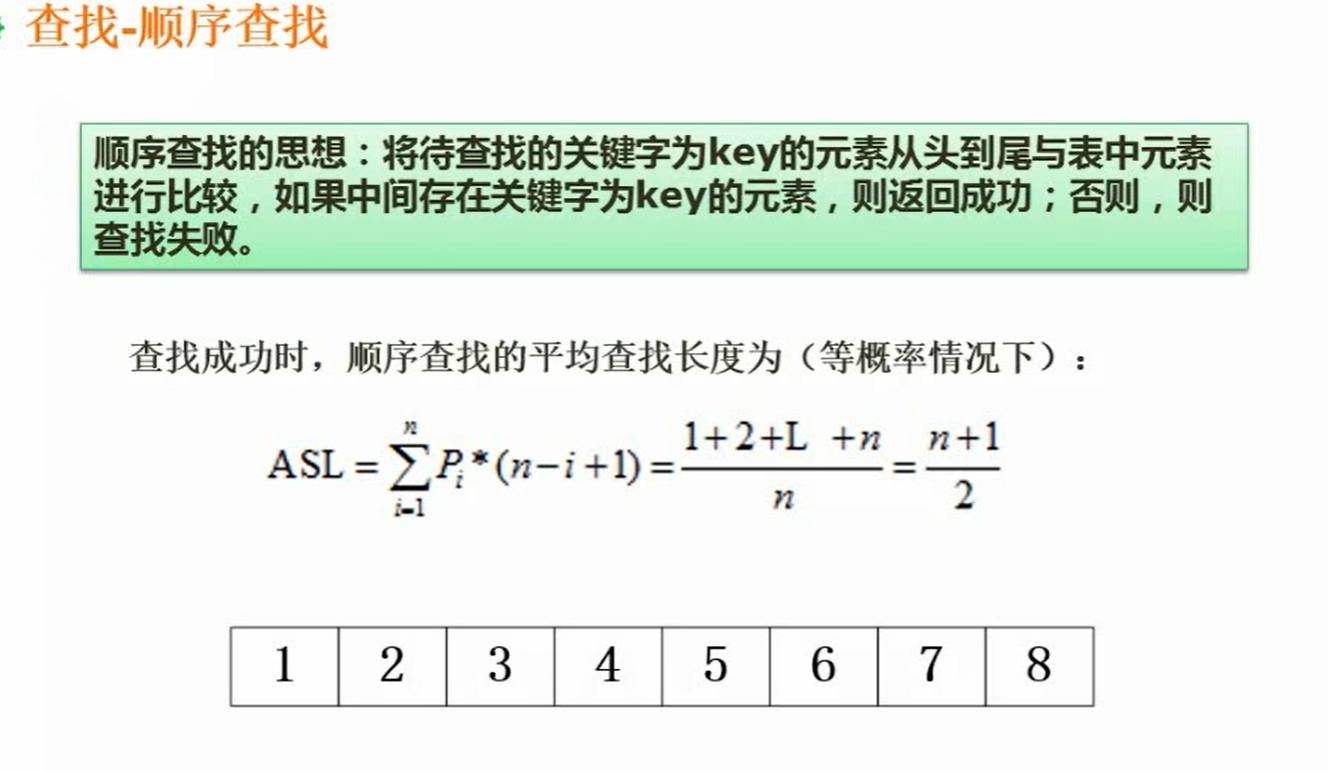 查找-顺序查找
顺序查找的思想：将待查找的关键字为key的元素从头到尾与表中元素
进行比较，如果中间存在关键字为key的元素，则返回成功；否则，则
查找失败。
查找成功时，顺序查找的平均查找长度为（等概率情况下）：
ASL = \sum_{i=1}^{n} P_i * (n-i+1) = \frac{1+2+L +n}{n} = \frac{n+1}{2}
1 2 3 4 5 6 7 8